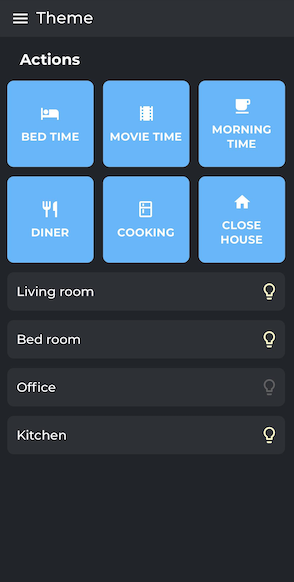 Theme
Actions
BED TIME
MOVIE TIME
MORNING
TIME
DINER
COOKING
CLOSE
HOUSE
Living room
Bed room
Office
Kitchen